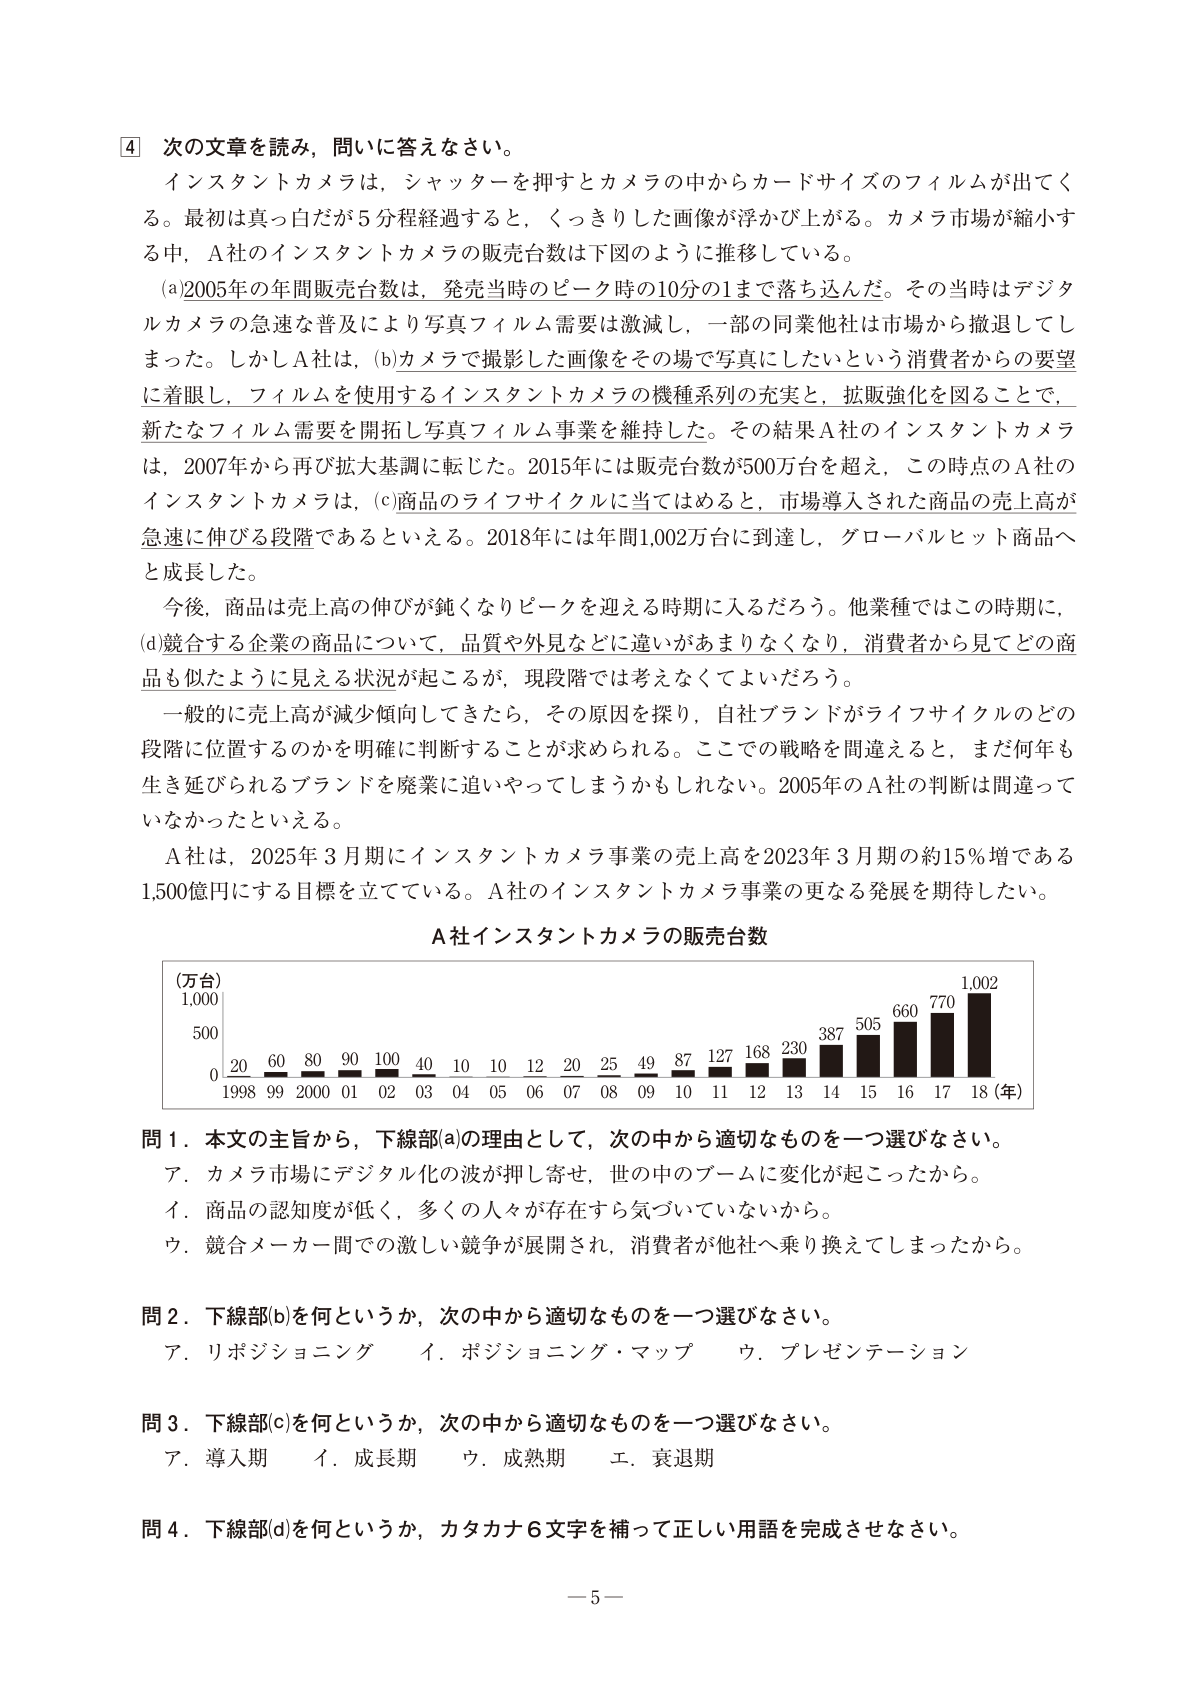 4 次の文章を読み，問いに答えなさい。
インスタントカメラは，シャッターを押すとカメラの中からカードサイズのフィルムが出てく
る。最初は真っ白だが５分程経過すると，くっきりした画像が浮かび上がる。カメラ市場が縮小す
る中，Ａ社のインスタントカメラの販売台数は下図のように推移している。
(a)2005年の年間販売台数は，発売当時のピーク時の10分の1まで落ち込んだ。その当時はデジタ
ルカメラの急速な普及により写真フィルム需要は激減し，一部の同業他社は市場から撤退してし
まった。しかしＡ社は，(b)カメラで撮影した画像をその場で写真にしたいという消費者からの要望
に着眼し，フィルムを使用するインスタントカメラの機種系列の充実と，拡販強化を図ることで，
新たなフィルム需要を開拓し写真フィルム事業を維持した。その結果Ａ社のインスタントカメラ
は，2007年から再び拡大基調に転じた。2015年には販売台数が500万台を超え，この時点のＡ社の
インスタントカメラは，(c)商品のライフサイクルに当てはめると，市場導入された商品の売上高が
急速に伸びる段階であるといえる。2018年には年間1,002万台に到達し，グローバルヒット商品へ
と成長した。
今後，商品は売上高の伸びが鈍くなりピークを迎える時期に入るだろう。他業種ではこの時期に，
(d)競合する企業の商品について，品質や外見などに違いがあまりなくなり，消費者から見てどの商
品も似たように見える状況が起こるが，現段階では考えなくてよいだろう。
一般的に売上高が減少傾向してきたら，その原因を探り，自社ブランドがライフサイクルのどの
段階に位置するのかを明確に判断することが求められる。ここでの戦略を間違えると，まだ何年も
生き延びられるブランドを廃業に追いやってしまうかもしれない。2005年のＡ社の判断は間違って
いなかったといえる。
Ａ社は，2025年３月期にインスタントカメラ事業の売上高を2023年３月期の約15％増である
1,500億円にする目標を立てている。Ａ社のインスタントカメラ事業の更なる発展を期待したい。
Ａ社インスタントカメラの販売台数
(万台)
1,000
500
0
20 60 80 90 100 40 10 10 12 20 25 49 87 127 168 230 387 505 660 770 1,002
1998 99 2000 01 02 03 04 05 06 07 08 09 10 11 12 13 14 15 16 17 18 (年)
問１．本文の主旨から，下線部(a)の理由として，次の中から適切なものを一つ選びなさい。
ア．カメラ市場にデジタル化の波が押し寄せ，世の中のブームに変化が起こったから。
イ．商品の認知度が低く，多くの人々が存在すら気づいていないから。
ウ．競合メーカー間での激しい競争が展開され，消費者が他社へ乗り換えてしまったから。
問２．下線部(b)を何というか，次の中から適切なものを一つ選びなさい。
ア．リポジショニング　イ．ポジショニング・マップ　ウ．プレゼンテーション
問３．下線部(c)を何というか，次の中から適切なものを一つ選びなさい。
ア．導入期　イ．成長期　ウ．成熟期　エ．衰退期
問４．下線部(d)を何というか，カタカナ６文字を補って正しい用語を完成させなさい。
― 5 ―